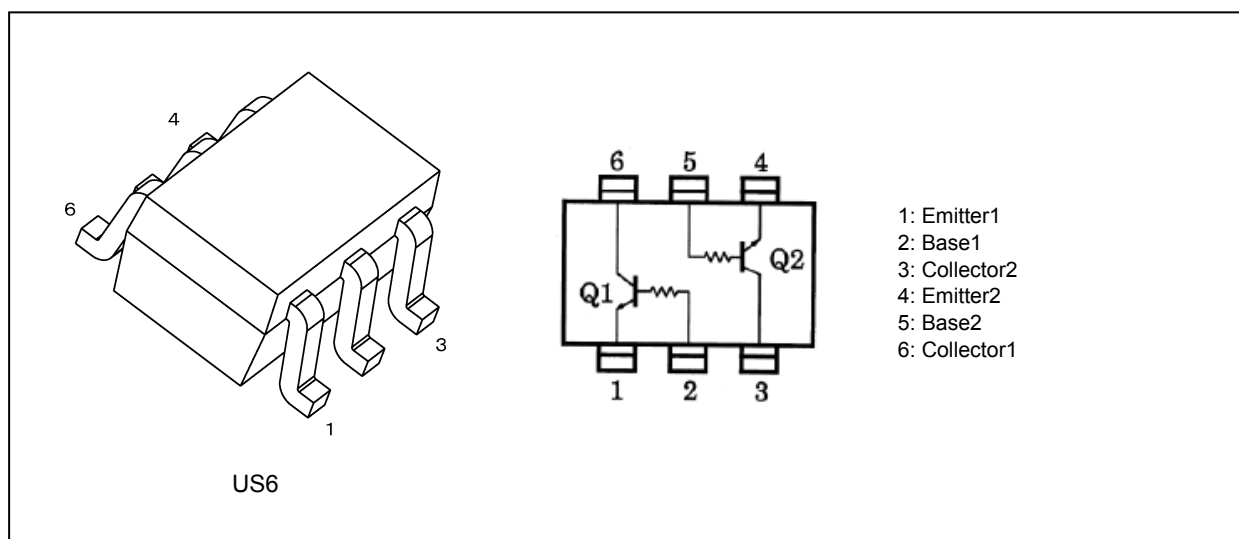 4
6
3
1
US6
6 5 4
Q1
Q2
1 2 3
1: Emitter1
2: Base1
3: Collector2
4: Emitter2
5: Base2
6: Collector1